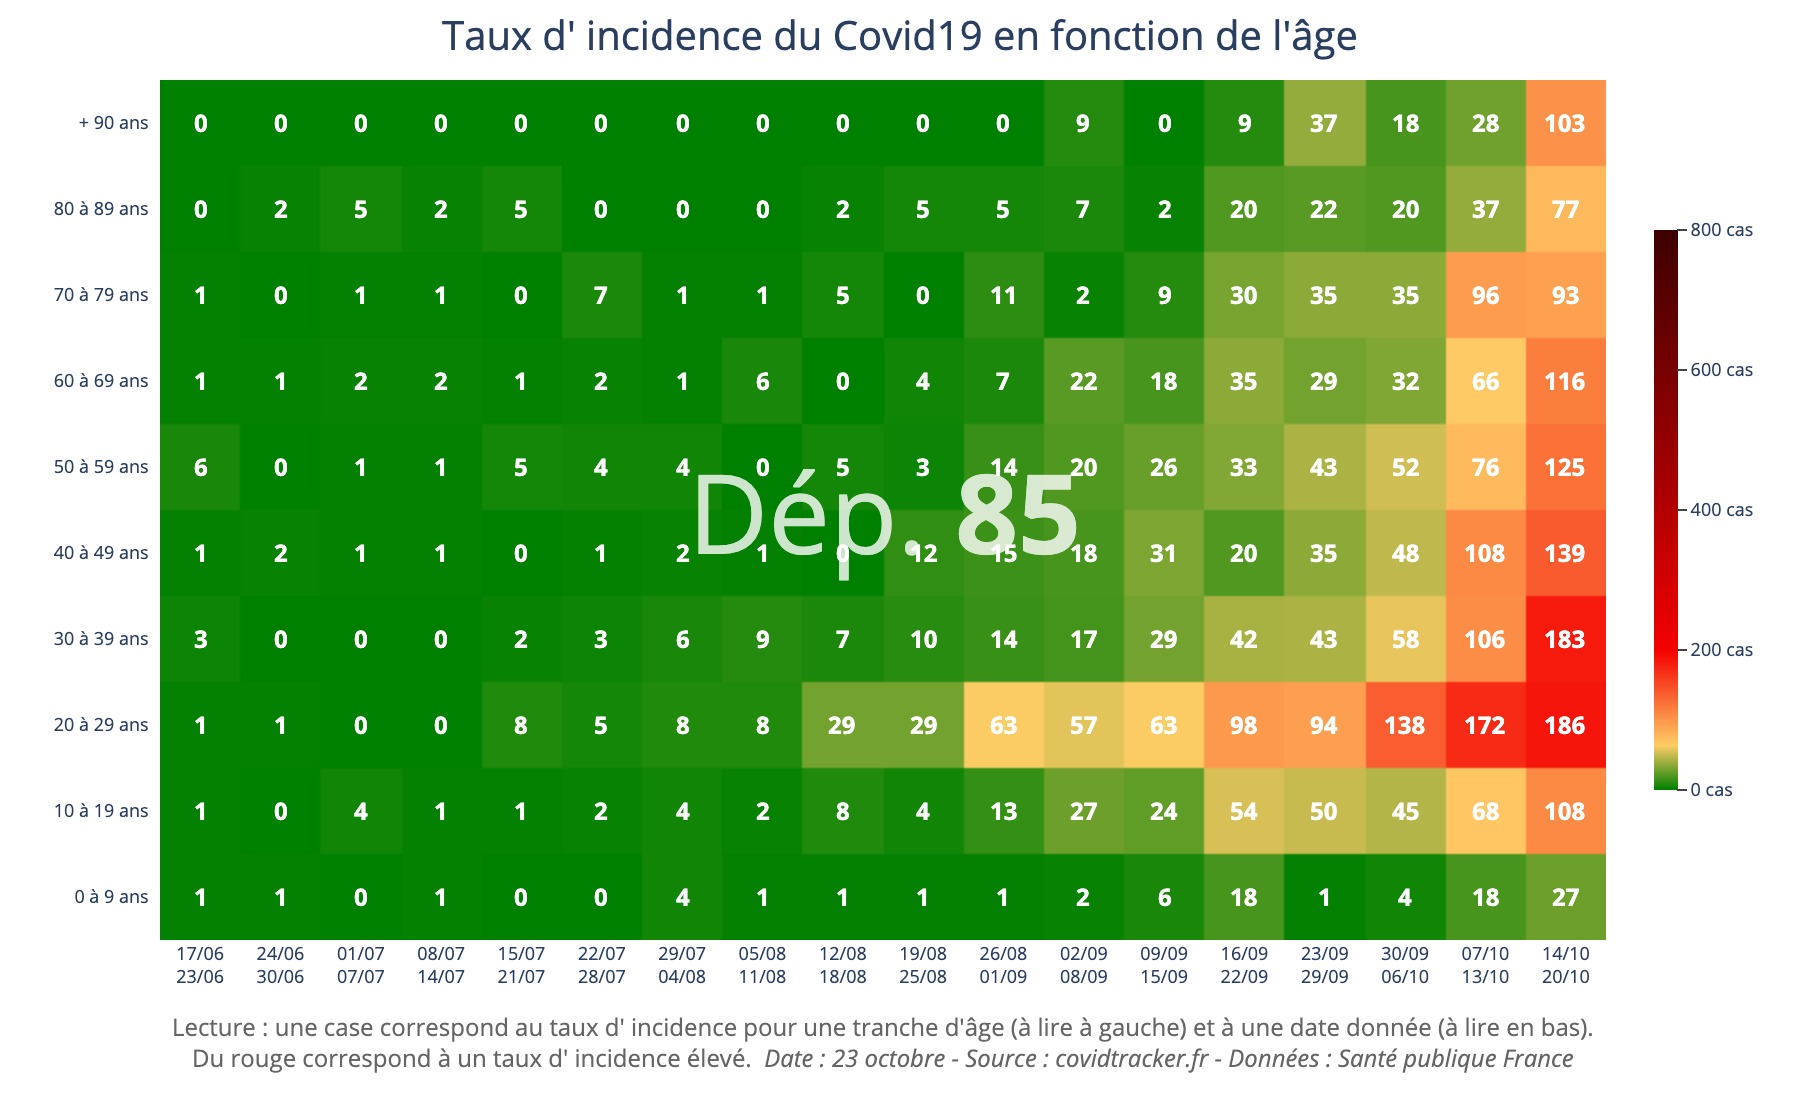 Taux d' incidence du Covid19 en fonction de l'âge
+ 90 ans 0 0 0 0 0 0 0 0 0 0 0 9 0 9 37 18 28 103
80 à 89 ans 0 2 5 2 5 0 0 0 2 5 5 7 2 20 22 20 37 77
70 à 79 ans 1 0 1 1 0 7 1 1 5 0 11 2 9 30 35 35 96 93
60 à 69 ans 1 1 2 2 1 2 1 6 0 4 7 22 18 35 29 32 66 116
50 à 59 ans 6 0 1 1 5 4 4 0 5 3 14 20 26 33 43 52 76 125
Dép. 85
40 à 49 ans 1 2 1 1 0 1 2 1 0 12 15 18 31 20 35 48 108 139
30 à 39 ans 3 0 0 0 2 3 6 9 7 10 14 17 29 42 43 58 106 183
20 à 29 ans 1 1 0 0 8 5 8 8 29 29 63 57 63 98 94 138 172 186
10 à 19 ans 1 0 4 1 1 2 4 2 8 4 13 27 24 54 50 45 68 108
0 à 9 ans 1 1 0 1 0 0 4 1 1 1 1 2 6 18 1 4 18 27
17/06 24/06 01/07 08/07 15/07 22/07 29/07 05/08 12/08 19/08 26/08 02/09 09/09 16/09 23/09 30/09 07/10 14/10
23/06 30/06 07/07 14/07 21/07 28/07 04/08 11/08 18/08 25/08 01/09 08/09 15/09 22/09 29/09 06/10 13/10 20/10
800 cas
600 cas
400 cas
200 cas
0 cas
Lecture : une case correspond au taux d' incidence pour une tranche d'âge (à lire à gauche) et à une date donnée (à lire en bas).
Du rouge correspond à un taux d' incidence élevé. Date : 23 octobre - Source : covidtracker.fr - Données : Santé publique France